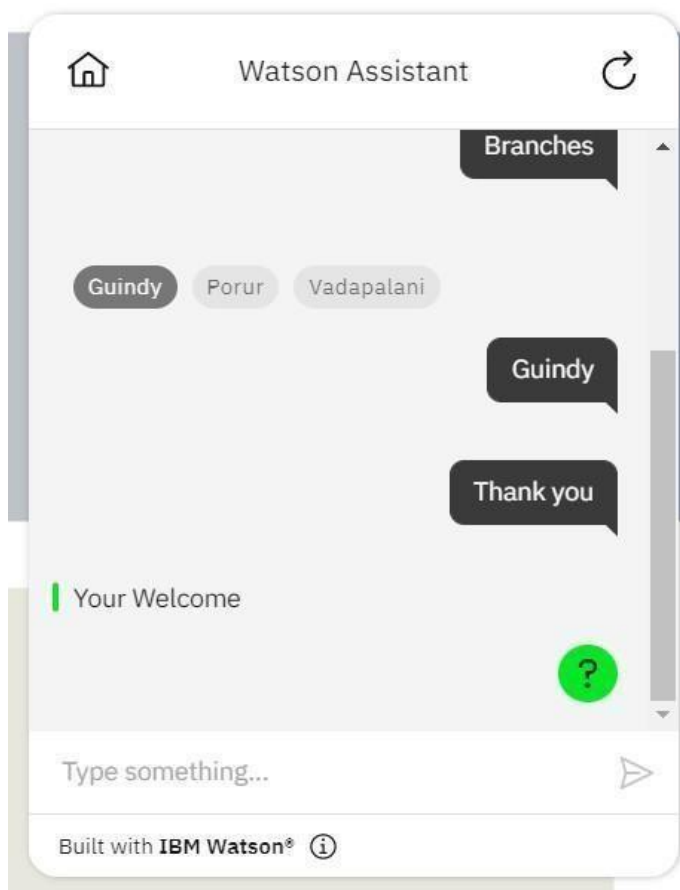 Watson Assistant
Branches
Guindy Porur Vadapalani
Guindy
Thank you
Your Welcome
?
Type something...
Built with IBM Watson®